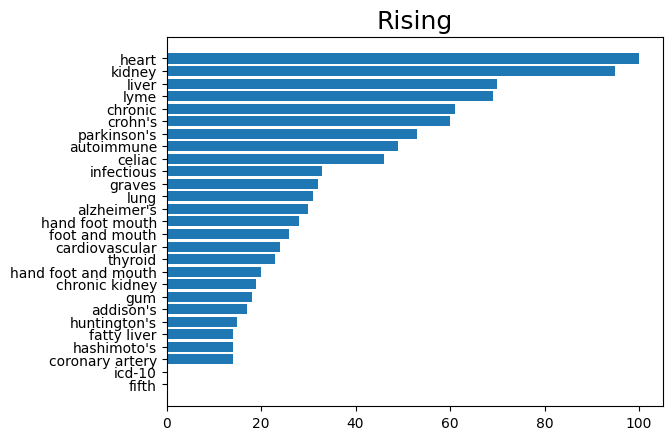 Rising
heart
kidney
liver
lyme
chronic
crohn's
parkinson's
autoimmune
celiac
infectious
graves
lung
alzheimer's
hand foot mouth
foot and mouth
cardiovascular
thyroid
hand foot and mouth
chronic kidney
gum
addison's
huntington's
fatty liver
hashimoto's
coronary artery
icd-10
fifth
0 20 40 60 80 100